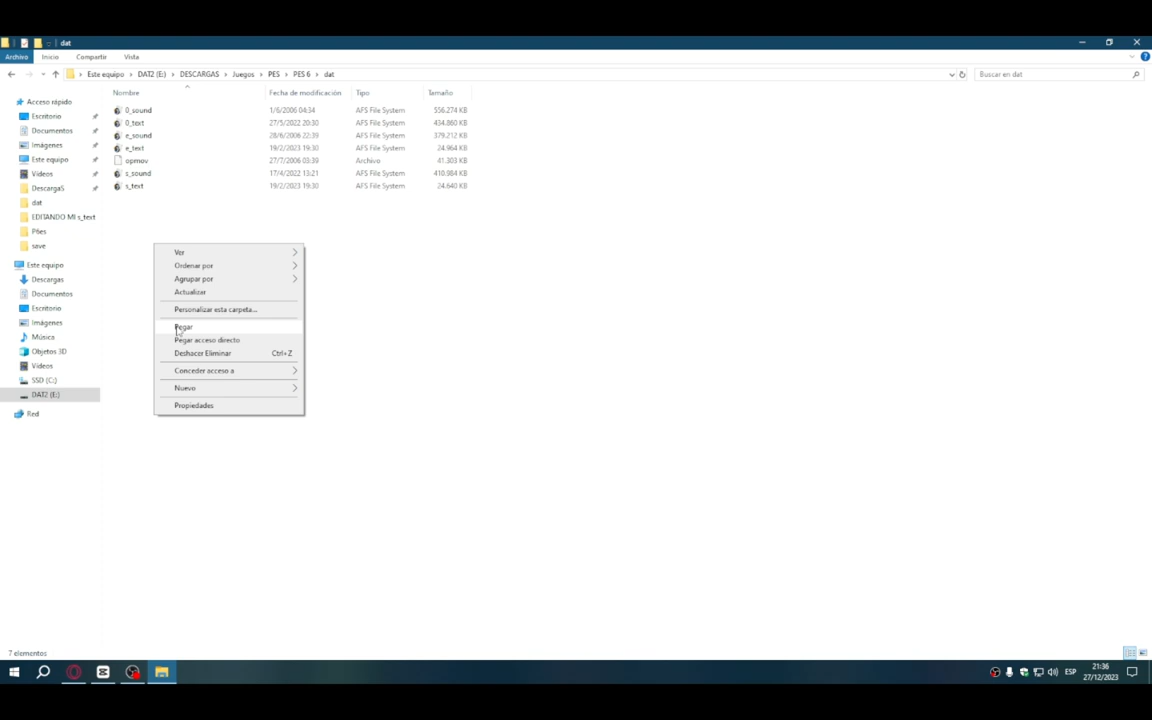 dat
Archivo Inicio Compartir Vista
Este equipo > DAT2 (E:) > DESCARGAS > Juegos > PES > PES 6 > dat
Buscar en dat
Nombre Fecha de modificación Tipo Tamaño
0_sound 1/6/2006 04:34 AFS File System 556.274 KB
0_text 27/5/2022 20:30 AFS File System 434.860 KB
e_sound 28/6/2006 22:39 AFS File System 379.212 KB
e_text 19/2/2023 19:30 AFS File System 24.964 KB
opmov 27/7/2006 03:39 Archivo 41.303 KB
s_sound 17/4/2022 13:21 AFS File System 410.984 KB
s_text 19/2/2023 19:30 AFS File System 24.640 KB
Acceso rápido
Escritorio
Documentos
Imágenes
Este equipo
Vídeos
DescargaS
dat
EDITANDO MI s_text
P6es
save
Este equipo
Descargas
Documentos
Escritorio
Imágenes
Música
Objetos 3D
Vídeos
SSD (C:)
DAT2 (E:)
Red
Ver
Ordenar por
Agrupar por
Actualizar
Personalizar esta carpeta...
Pegar
Pegar acceso directo
Deshacer Eliminar Ctrl+Z
Conceder acceso a
Nuevo
Propiedades
7 elementos
ESP
21:36
27/12/2023